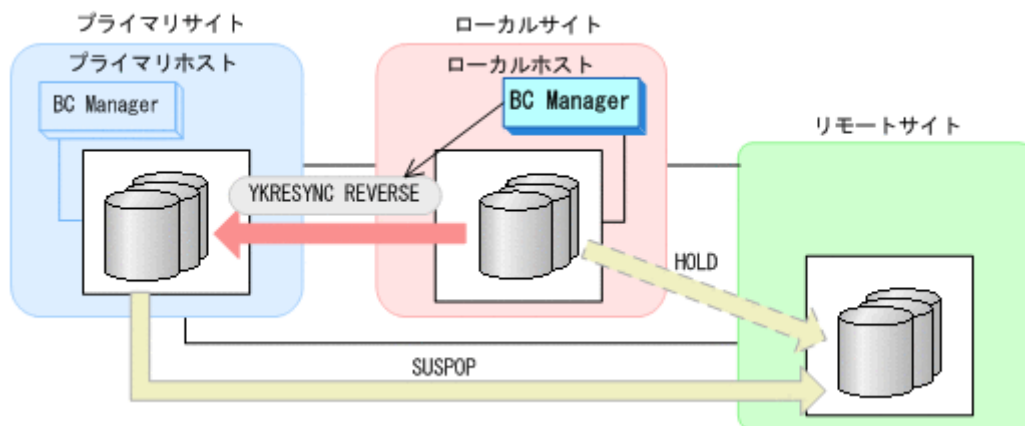 プライマリサイト
ローカルサイト
プライマリホスト
ローカルホスト
BC Manager
BC Manager
リモートサイト
YKRESYNC REVERSE
HOLD
SUSPOP